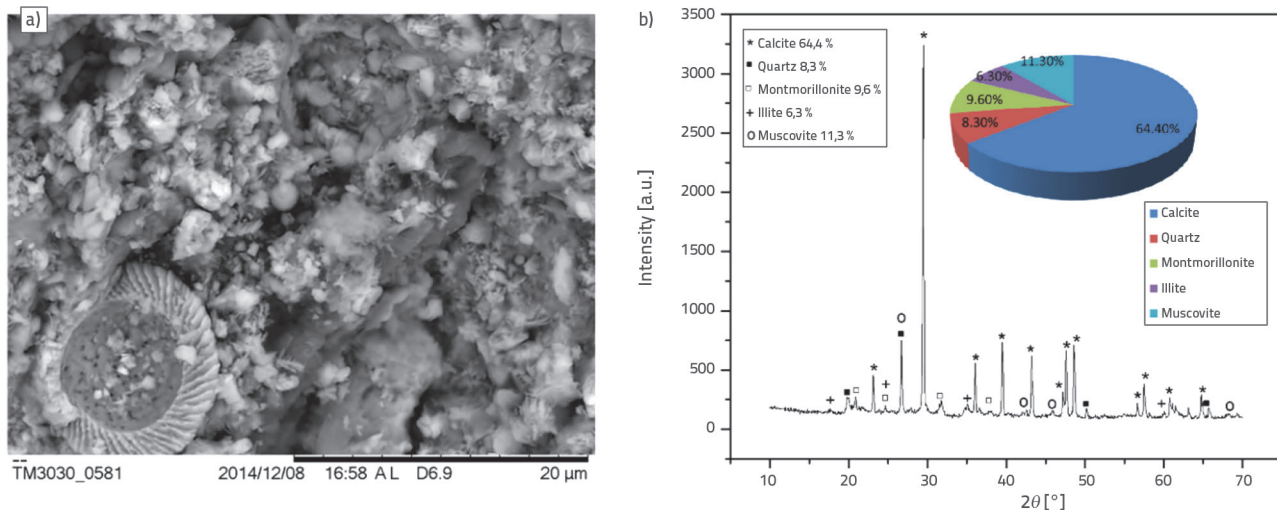 a)
TM3030_0581 2014/12/08 16:58 A L D6.9 20 µm
b)
Intensity [a.u.]
3500
3000
2500
2000
1500
1000
500
0
* Calcite 64,4 %
■ Quartz 8,3 %
□ Montmorillonite 9,6 %
+ Illite 6,3 %
O Muscovite 11,3 %
11.30%
6.30%
9.60%
8.30%
64.40%
■ Calcite
■ Quartz
■ Montmorillonite
■ Illite
■ Muscovite
10 20 30 40 50 60 70
2θ [°]